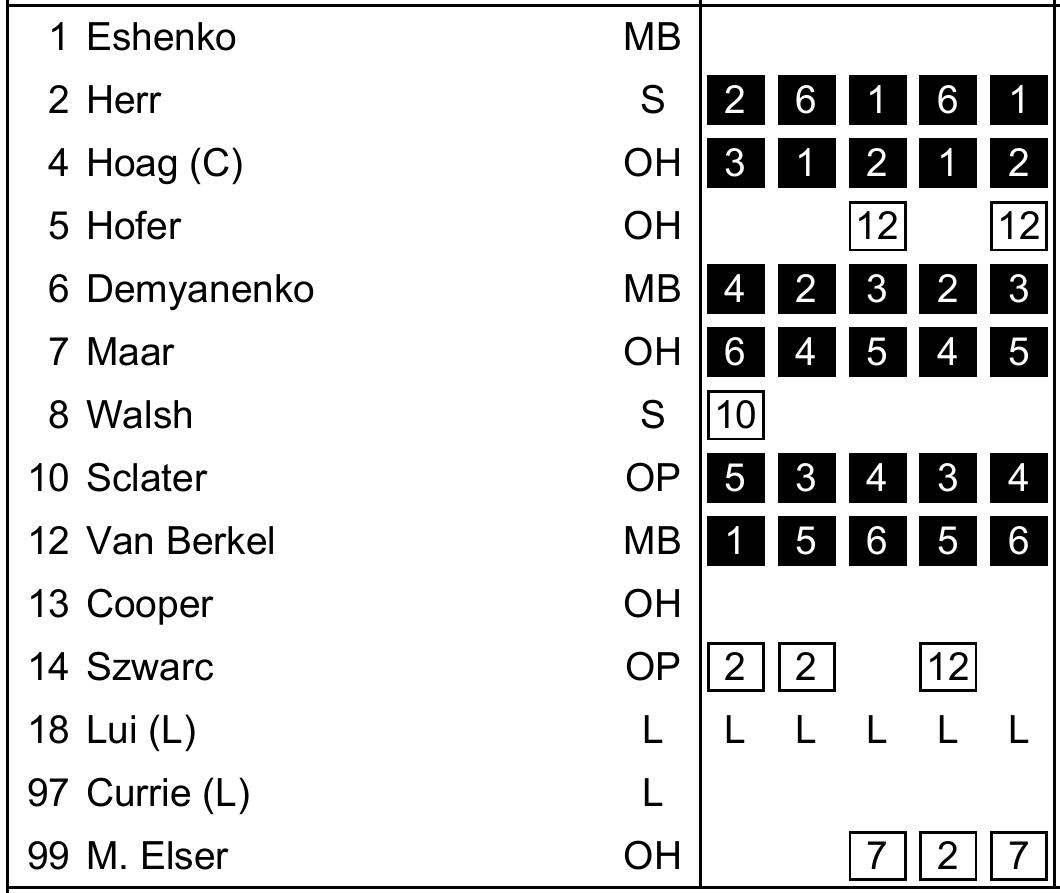 1 Eshenko MB
2 Herr S 2 6 1 6 1
4 Hoag (C) OH 3 1 2 1 2
5 Hofer OH 12 12
6 Demyanenko MB 4 2 3 2 3
7 Maar OH 6 4 5 4 5
8 Walsh S 10
10 Sclater OP 5 3 4 3 4
12 Van Berkel MB 1 5 6 5 6
13 Cooper OH
14 Szwarc OP 2 2 12
18 Lui (L) L L L L L L
97 Currie (L) L
99 M. Elser OH 7 2 7